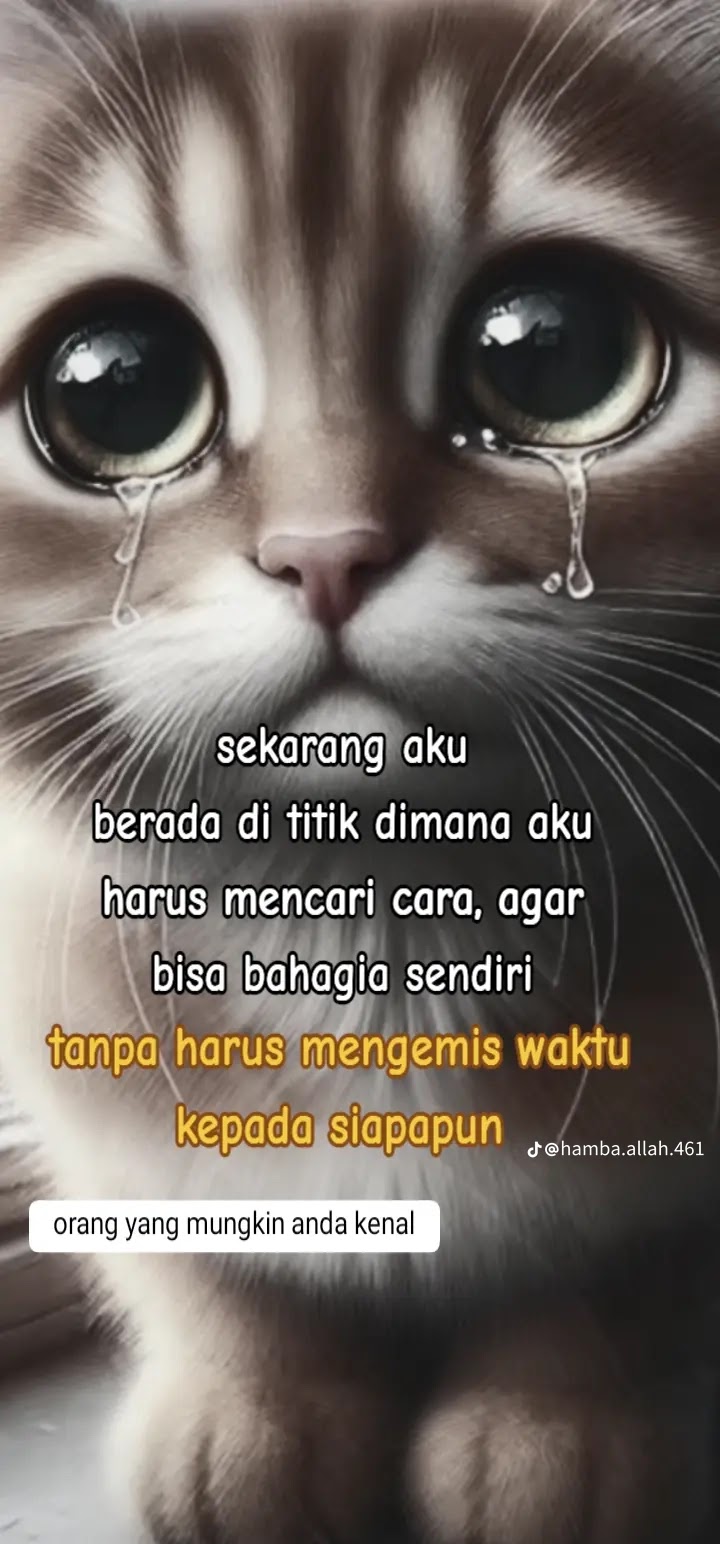 sekarang aku
berada di titik dimana aku
harus mencari cara, agar
bisa bahagia sendiri
tanpa harus mengemis waktu
kepada siapapun
@hamba.allah.461
orang yang mungkin anda kenal